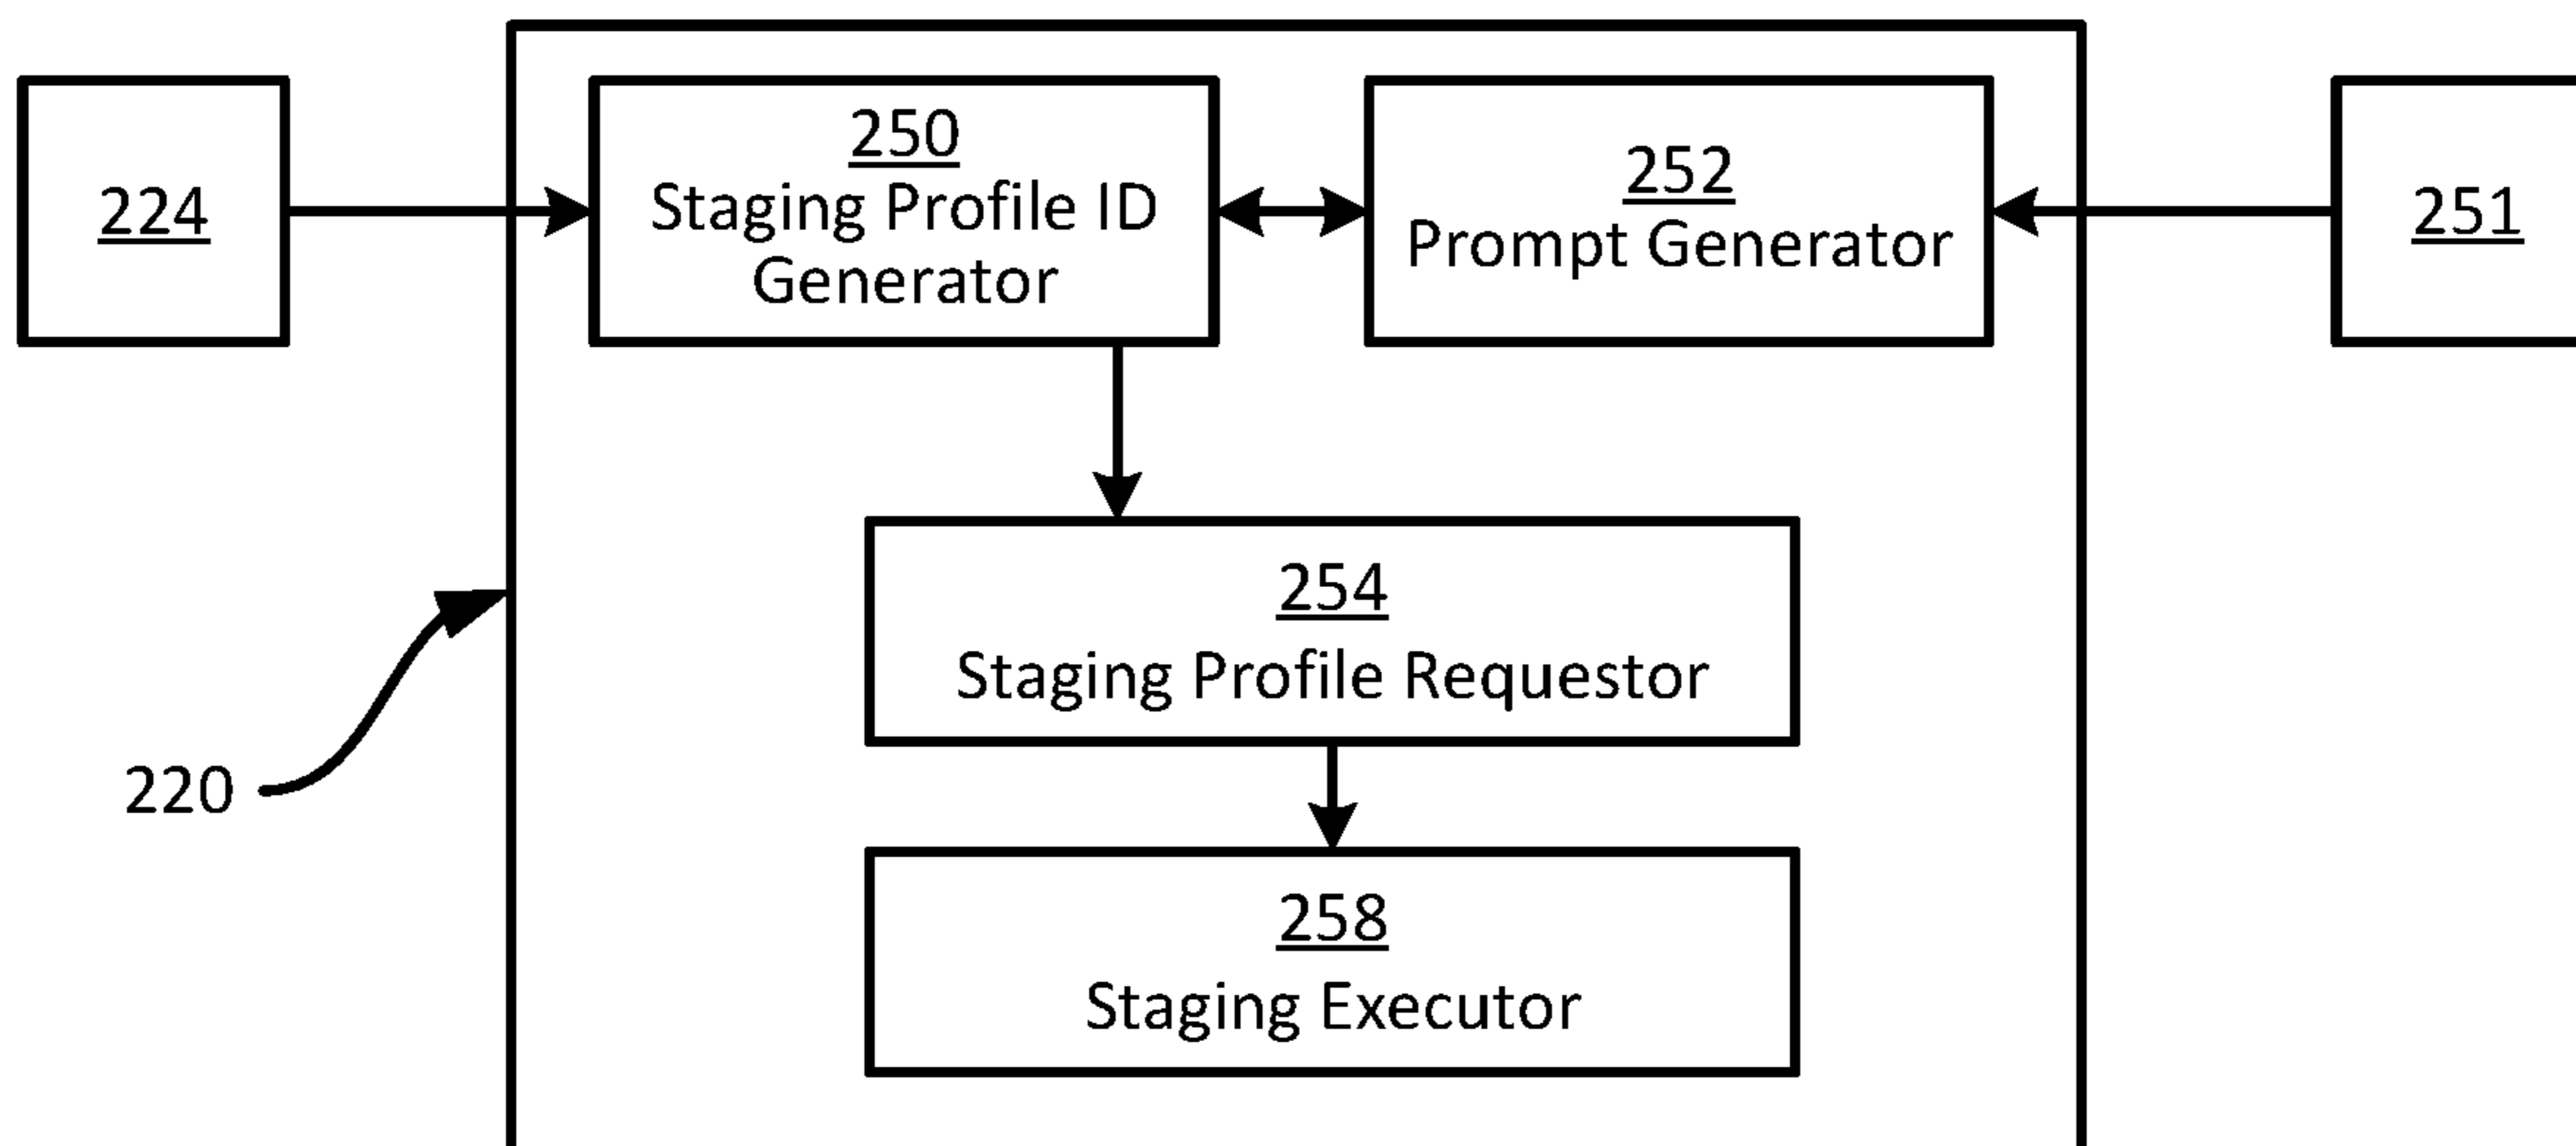 224
250
Staging Profile ID
Generator
252
Prompt Generator
251
254
Staging Profile Requestor
220
258
Staging Executor